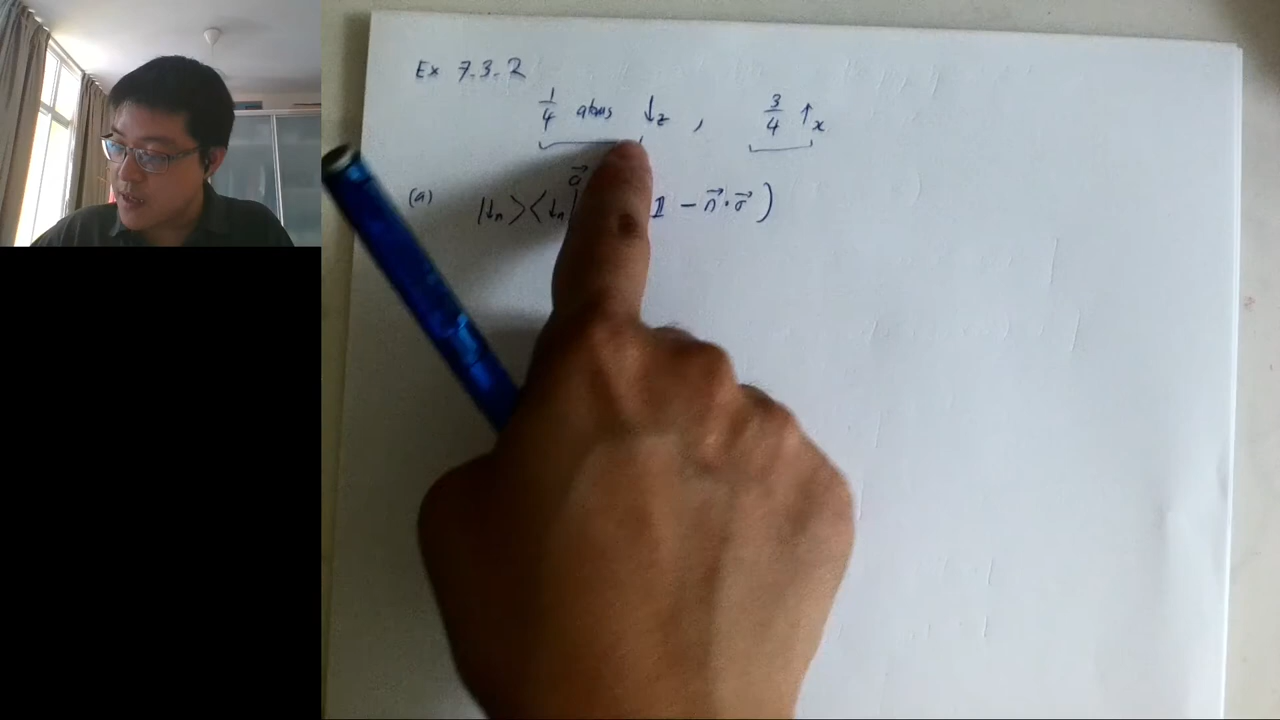 Ex 7.3.2
1/4 atoms ↓z , 3/4 ↑x
(a) |↓n><↓n| 𝟙 - n⃗·σ⃗ )